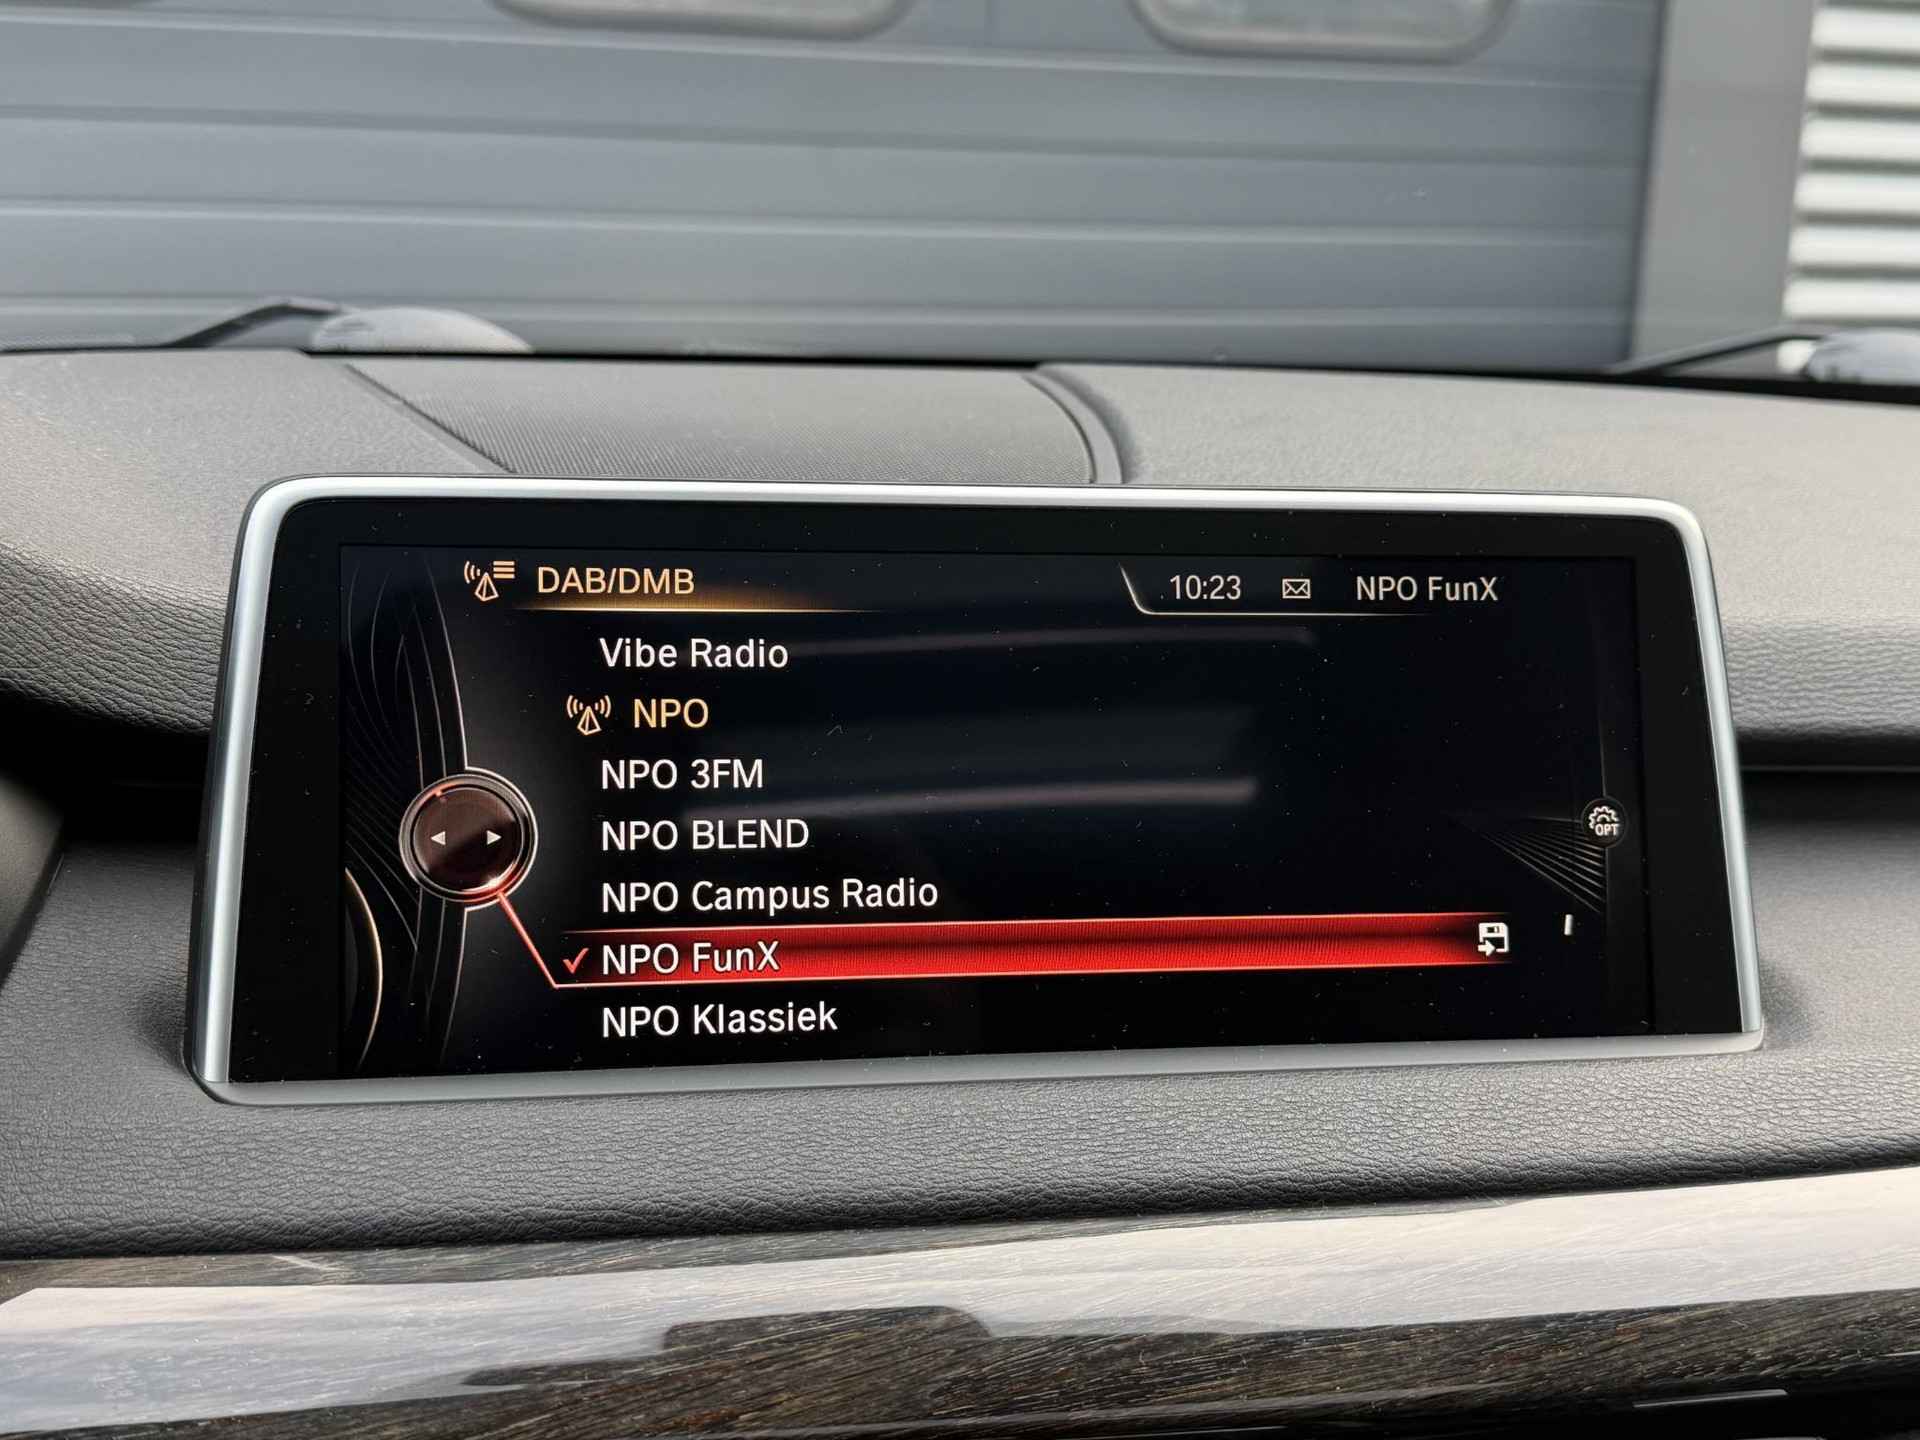 DAB/DMB
10:23 NPO FunX
Vibe Radio
NPO
NPO 3FM
NPO BLEND
NPO Campus Radio
NPO FunX
NPO Klassiek
OPT